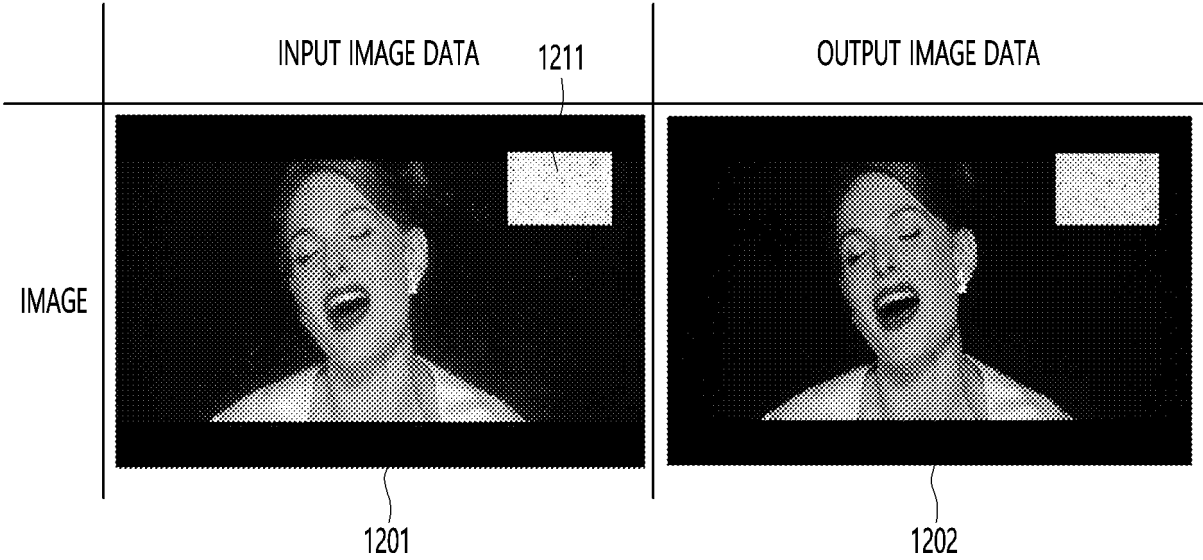 INPUT IMAGE DATA
1211
OUTPUT IMAGE DATA
IMAGE
1201
1202